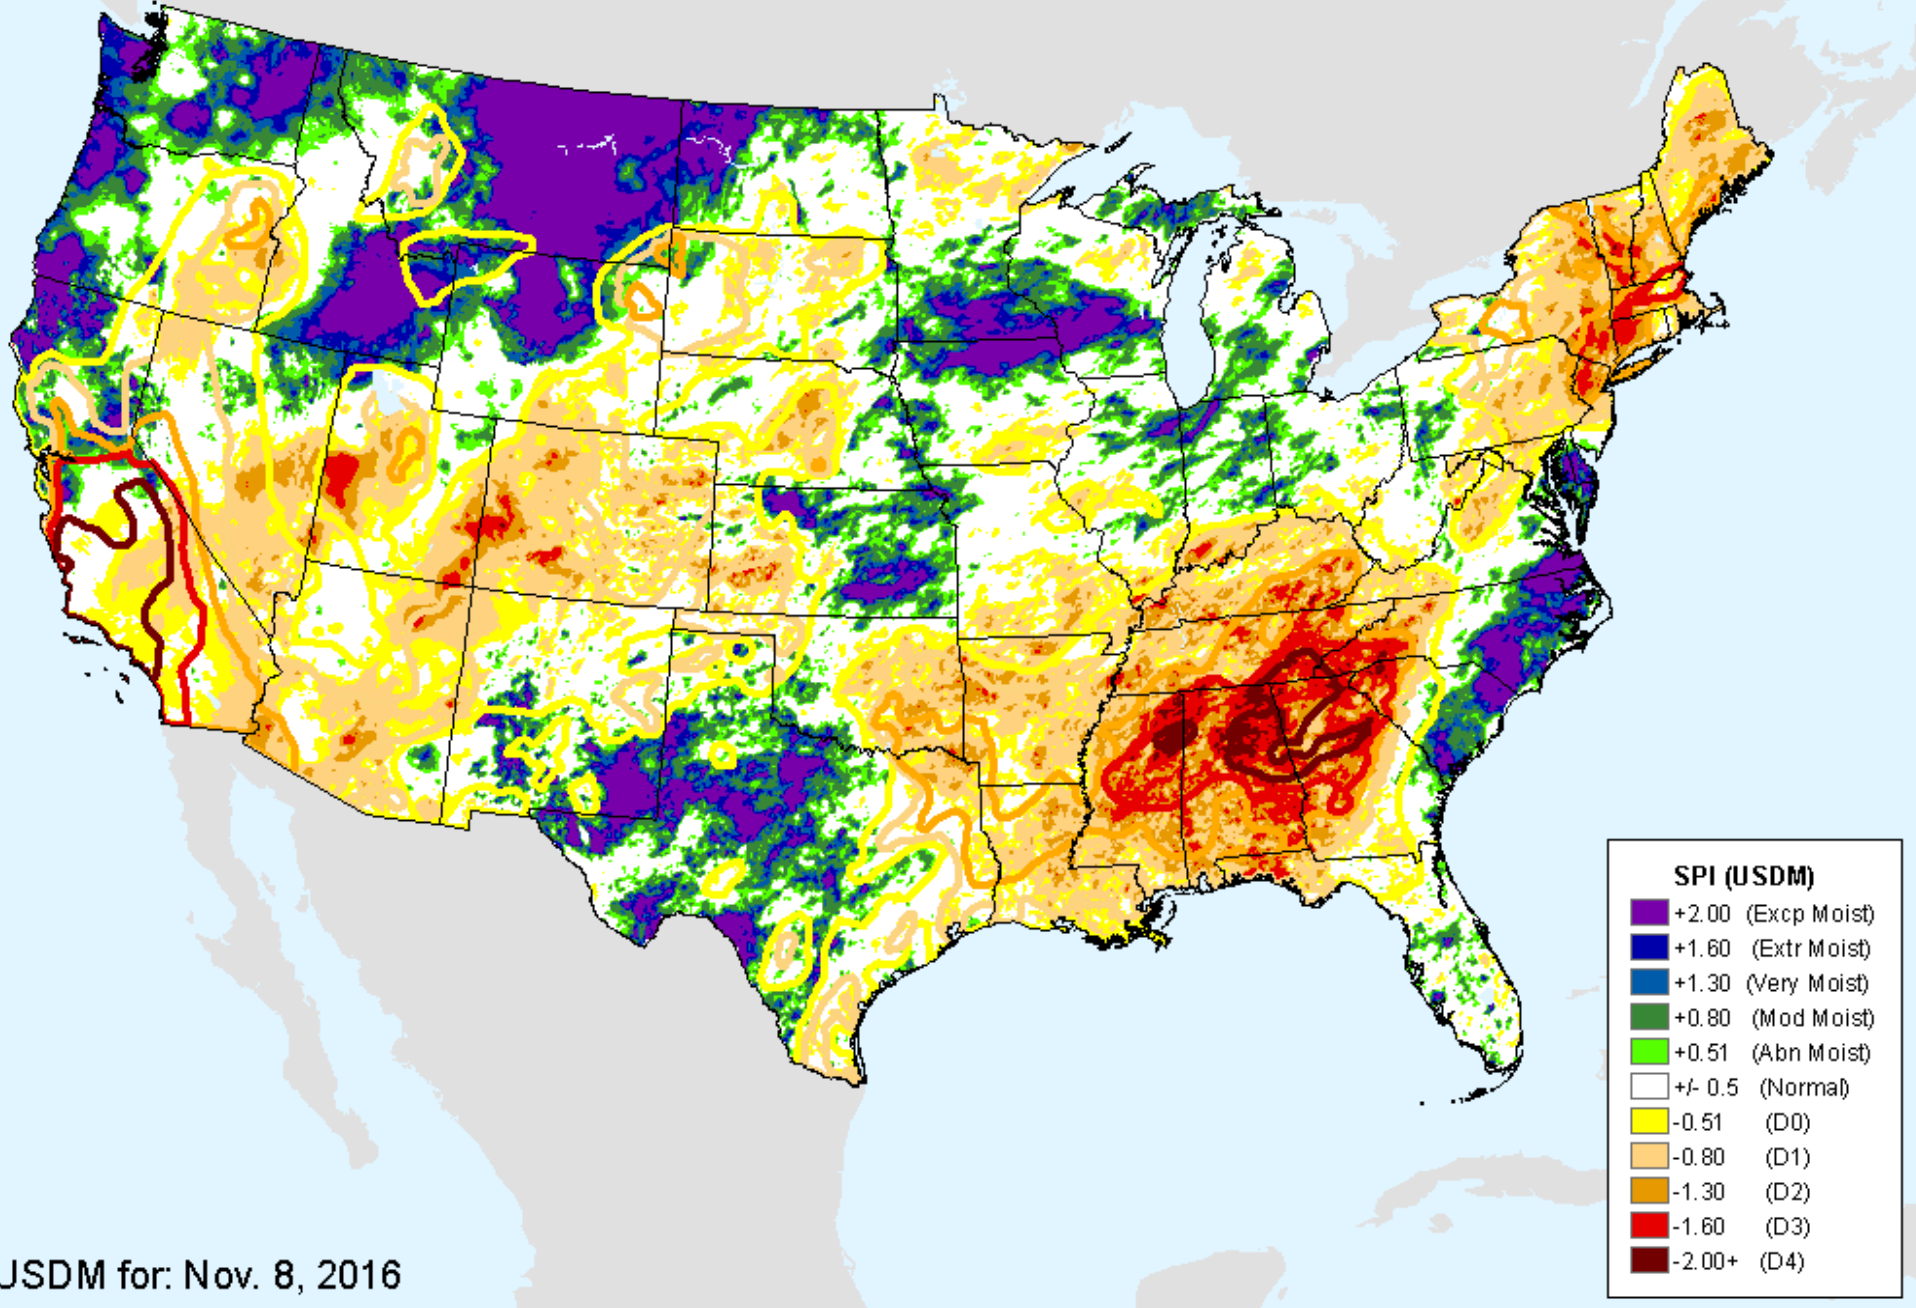 SPI (USDM)
+2.00 (Excp Moist)
+1.60 (Extr Moist)
+1.30 (Very Moist)
+0.80 (Mod Moist)
+0.51 (Abn Moist)
+/- 0.5 (Normal)
-0.51 (D0)
-0.80 (D1)
-1.30 (D2)
-1.60 (D3)
-2.00+ (D4)
USDM for: Nov. 8, 2016